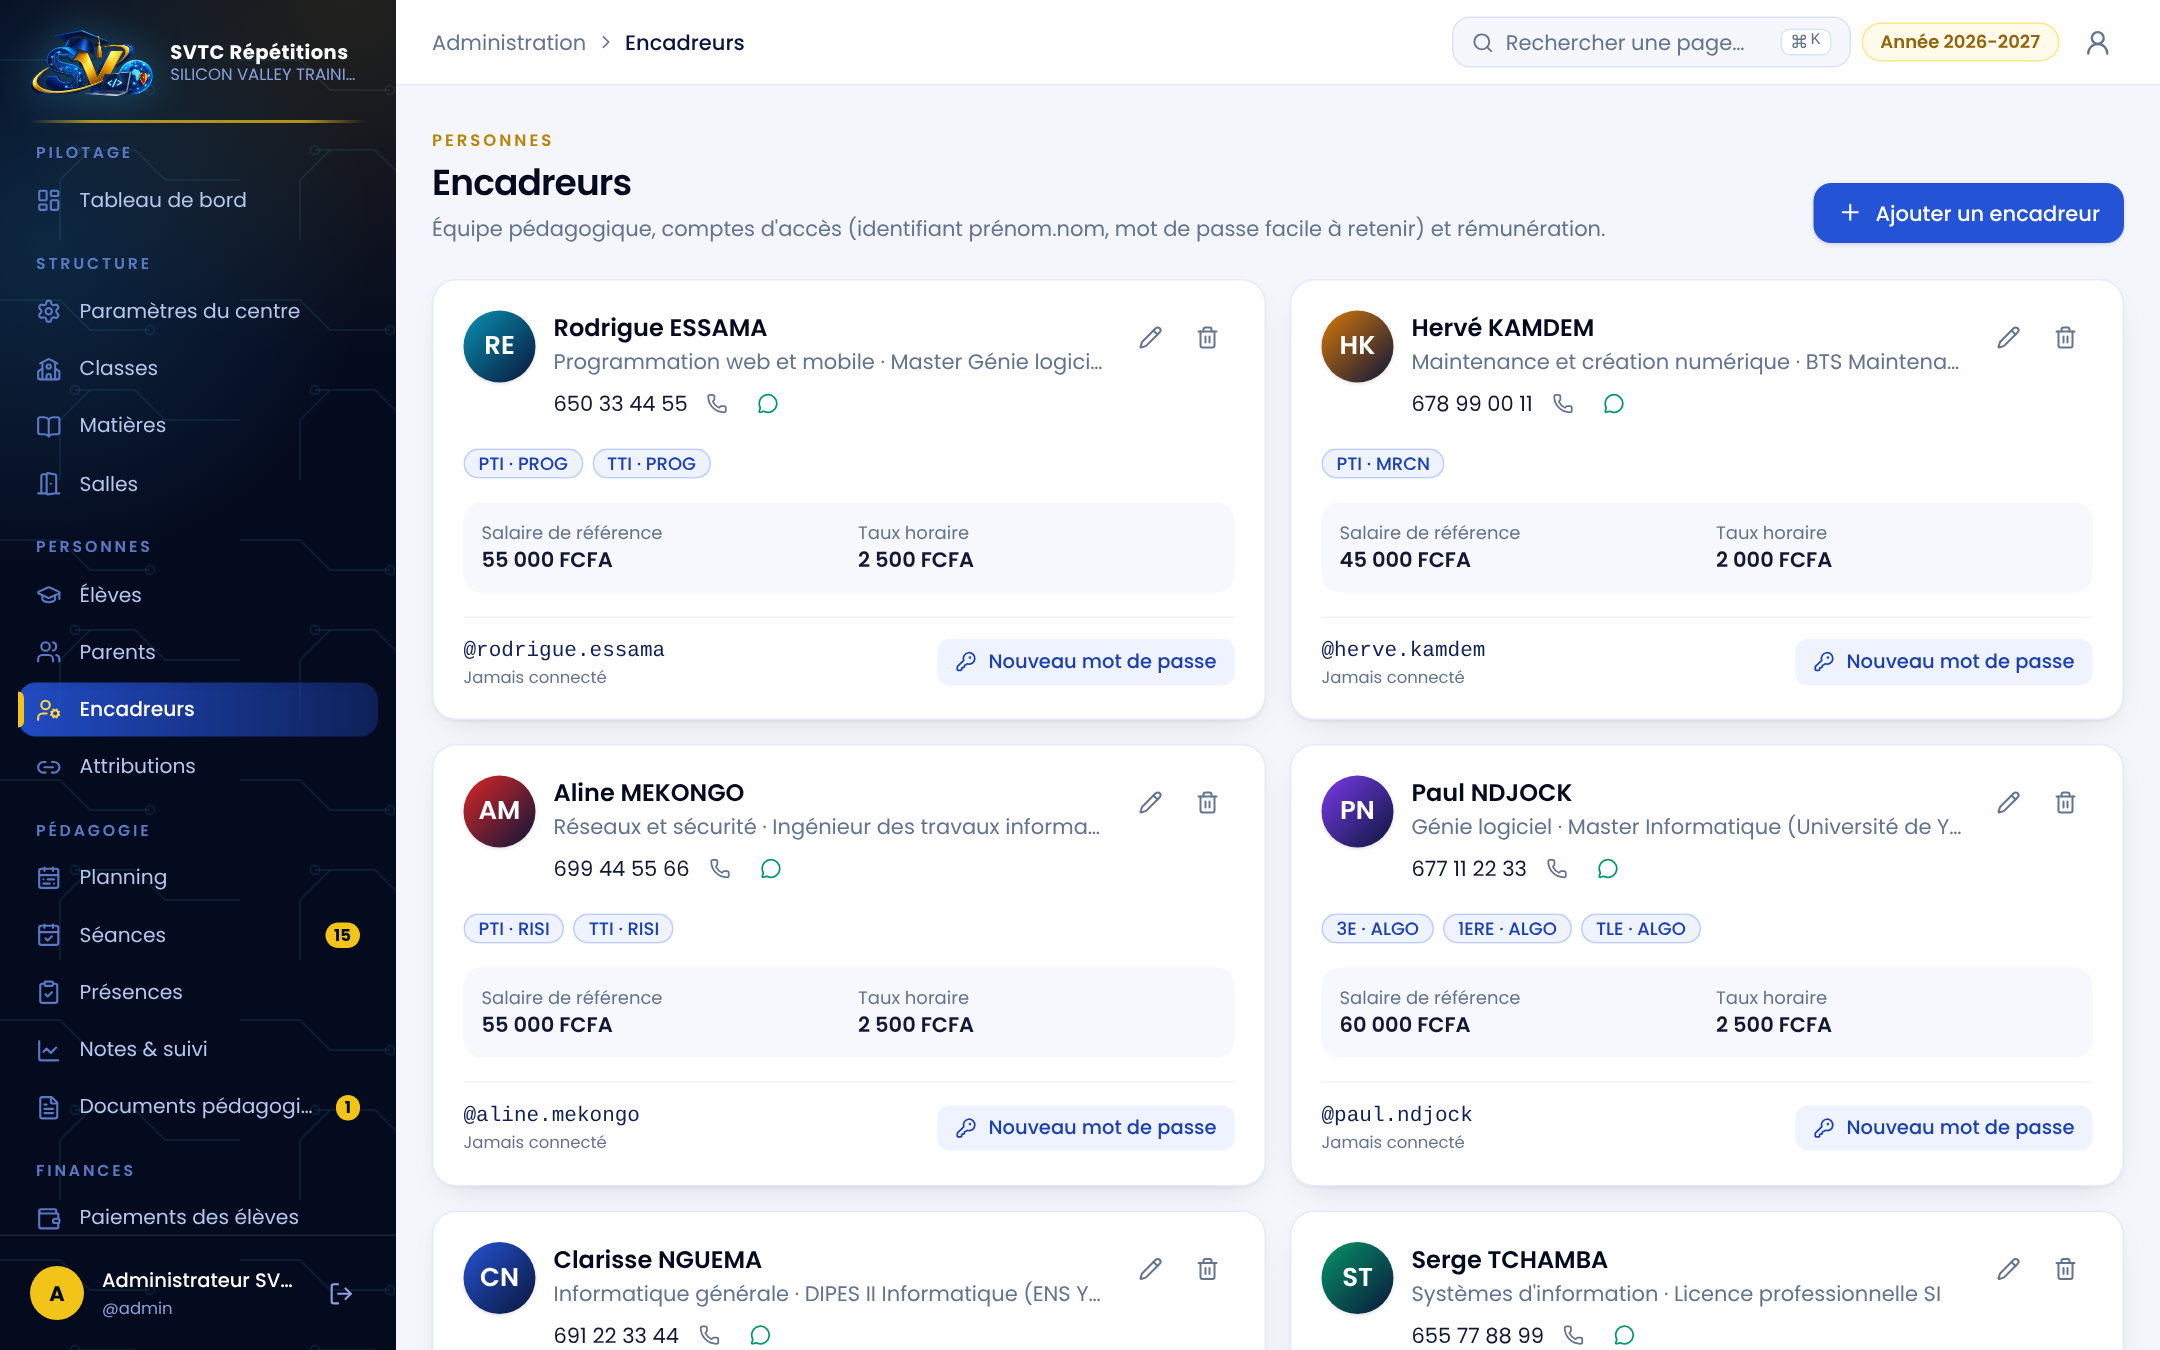 SVTC Répétitions
SILICON VALLEY TRAINI...
PILOTAGE
Tableau de bord
STRUCTURE
Paramètres du centre
Classes
Matières
Salles
PERSONNES
Élèves
Parents
Encadreurs
Attributions
PÉDAGOGIE
Planning
Séances 15
Présences
Notes & suivi
Documents pédagogi... 1
FINANCES
Paiements des élèves
A
Administrateur SV...
@admin
Administration > Encadreurs
Rechercher une page... ⌘ K
Année 2026-2027
PERSONNES
Encadreurs
Équipe pédagogique, comptes d'accès (identifiant prénom.nom, mot de passe facile à retenir) et rémunération.
+ Ajouter un encadreur
RE
Rodrigue ESSAMA
Programmation web et mobile · Master Génie logici...
650 33 44 55
PTI · PROG TTI · PROG
Salaire de référence Taux horaire
55 000 FCFA 2 500 FCFA
@rodrigue.essama
Jamais connecté
Nouveau mot de passe
HK
Hervé KAMDEM
Maintenance et création numérique · BTS Maintena...
678 99 00 11
PTI · MRCN
Salaire de référence Taux horaire
45 000 FCFA 2 000 FCFA
@herve.kamdem
Jamais connecté
Nouveau mot de passe
AM
Aline MEKONGO
Réseaux et sécurité · Ingénieur des travaux informa...
699 44 55 66
PTI · RISI TTI · RISI
Salaire de référence Taux horaire
55 000 FCFA 2 500 FCFA
@aline.mekongo
Jamais connecté
Nouveau mot de passe
PN
Paul NDJOCK
Génie logiciel · Master Informatique (Université de Y...
677 11 22 33
3E · ALGO 1ERE · ALGO TLE · ALGO
Salaire de référence Taux horaire
60 000 FCFA 2 500 FCFA
@paul.ndjock
Jamais connecté
Nouveau mot de passe
CN
Clarisse NGUEMA
Informatique générale · DIPES II Informatique (ENS Y...
691 22 33 44
ST
Serge TCHAMBA
Systèmes d'information · Licence professionnelle SI
655 77 88 99